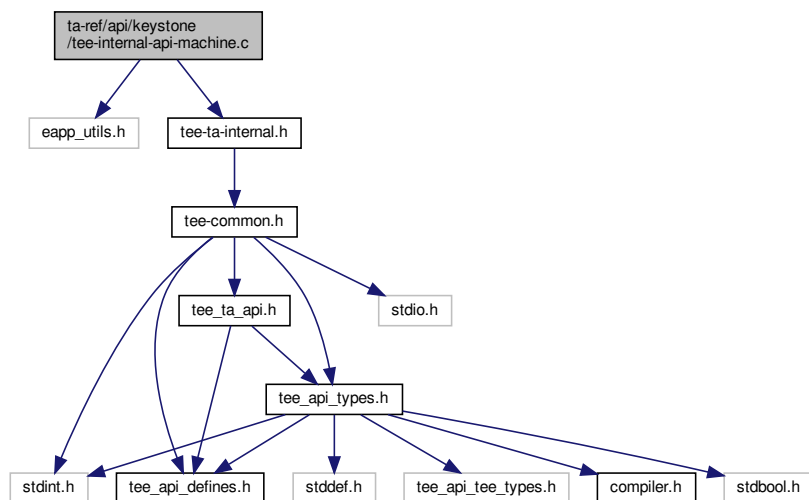 ta-ref/api/keystone
/tee-internal-api-machine.c
eapp_utils.h
tee-ta-internal.h
tee-common.h
tee_ta_api.h
stdio.h
tee_api_types.h
stdint.h
tee_api_defines.h
stddef.h
tee_api_tee_types.h
compiler.h
stdbool.h